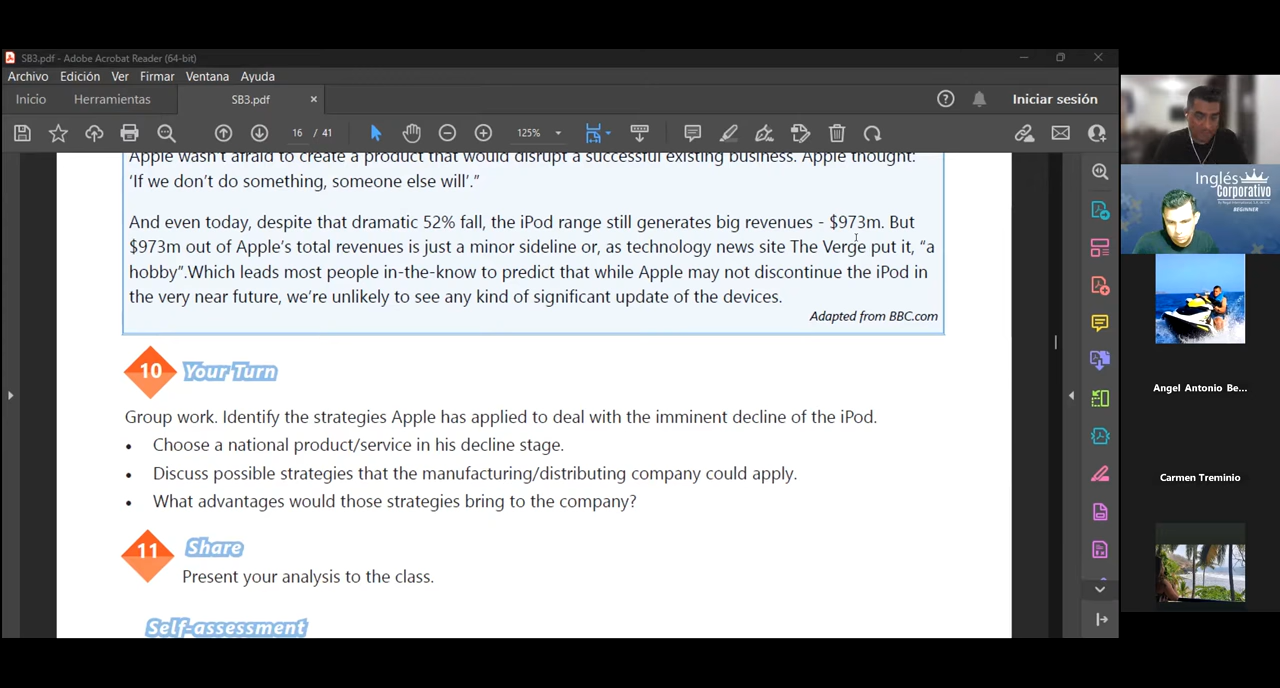 SB3.pdf - Adobe Acrobat Reader (64-bit)
Archivo Edición Ver Firmar Ventana Ayuda
Inicio Herramientas SB3.pdf × Iniciar sesión
16 / 41 125%
Apple wasn't afraid to create a product that would disrupt a successful existing business. Apple thought:
‘If we don’t do something, someone else will’.”
And even today, despite that dramatic 52% fall, the iPod range still generates big revenues - $973m. But
$973m out of Apple’s total revenues is just a minor sideline or, as technology news site The Verge put it, “a
hobby”.Which leads most people in-the-know to predict that while Apple may not discontinue the iPod in
the very near future, we’re unlikely to see any kind of significant update of the devices.
Adapted from BBC.com
10 Your Turn
Group work. Identify the strategies Apple has applied to deal with the imminent decline of the iPod.
• Choose a national product/service in his decline stage.
• Discuss possible strategies that the manufacturing/distributing company could apply.
• What advantages would those strategies bring to the company?
11 Share
Present your analysis to the class.
Self-assessment
Inglés
Corporativo
BEGINNER
Angel Antonio Be...
Carmen Treminio